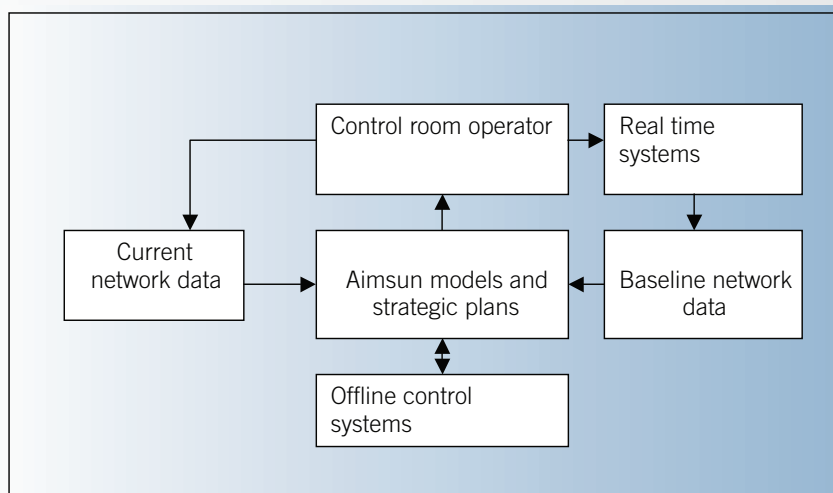 Control room operator
Real time
systems
Current
network data
Aimsun models and
strategic plans
Baseline network
data
Offline control
systems